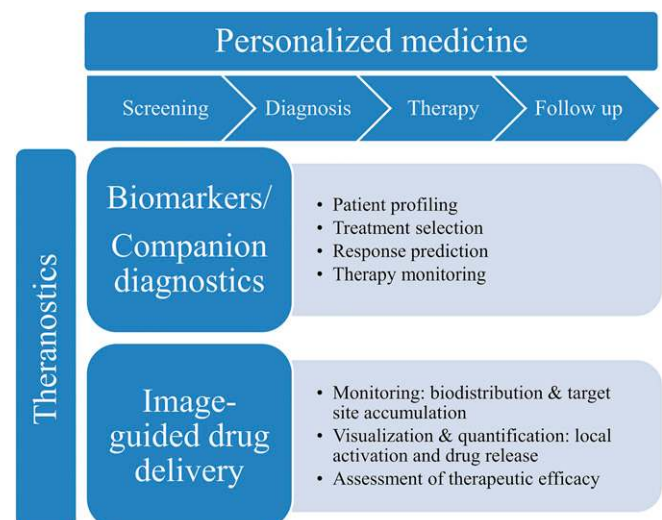 Personalized medicine
Screening
Diagnosis
Therapy
Follow up
Theranostics
Biomarkers/
Companion
diagnostics
• Patient profiling
• Treatment selection
• Response prediction
• Therapy monitoring
Image-
guided drug
delivery
• Monitoring: biodistribution & target
site accumulation
• Visualization & quantification: local
activation and drug release
• Assessment of therapeutic efficacy